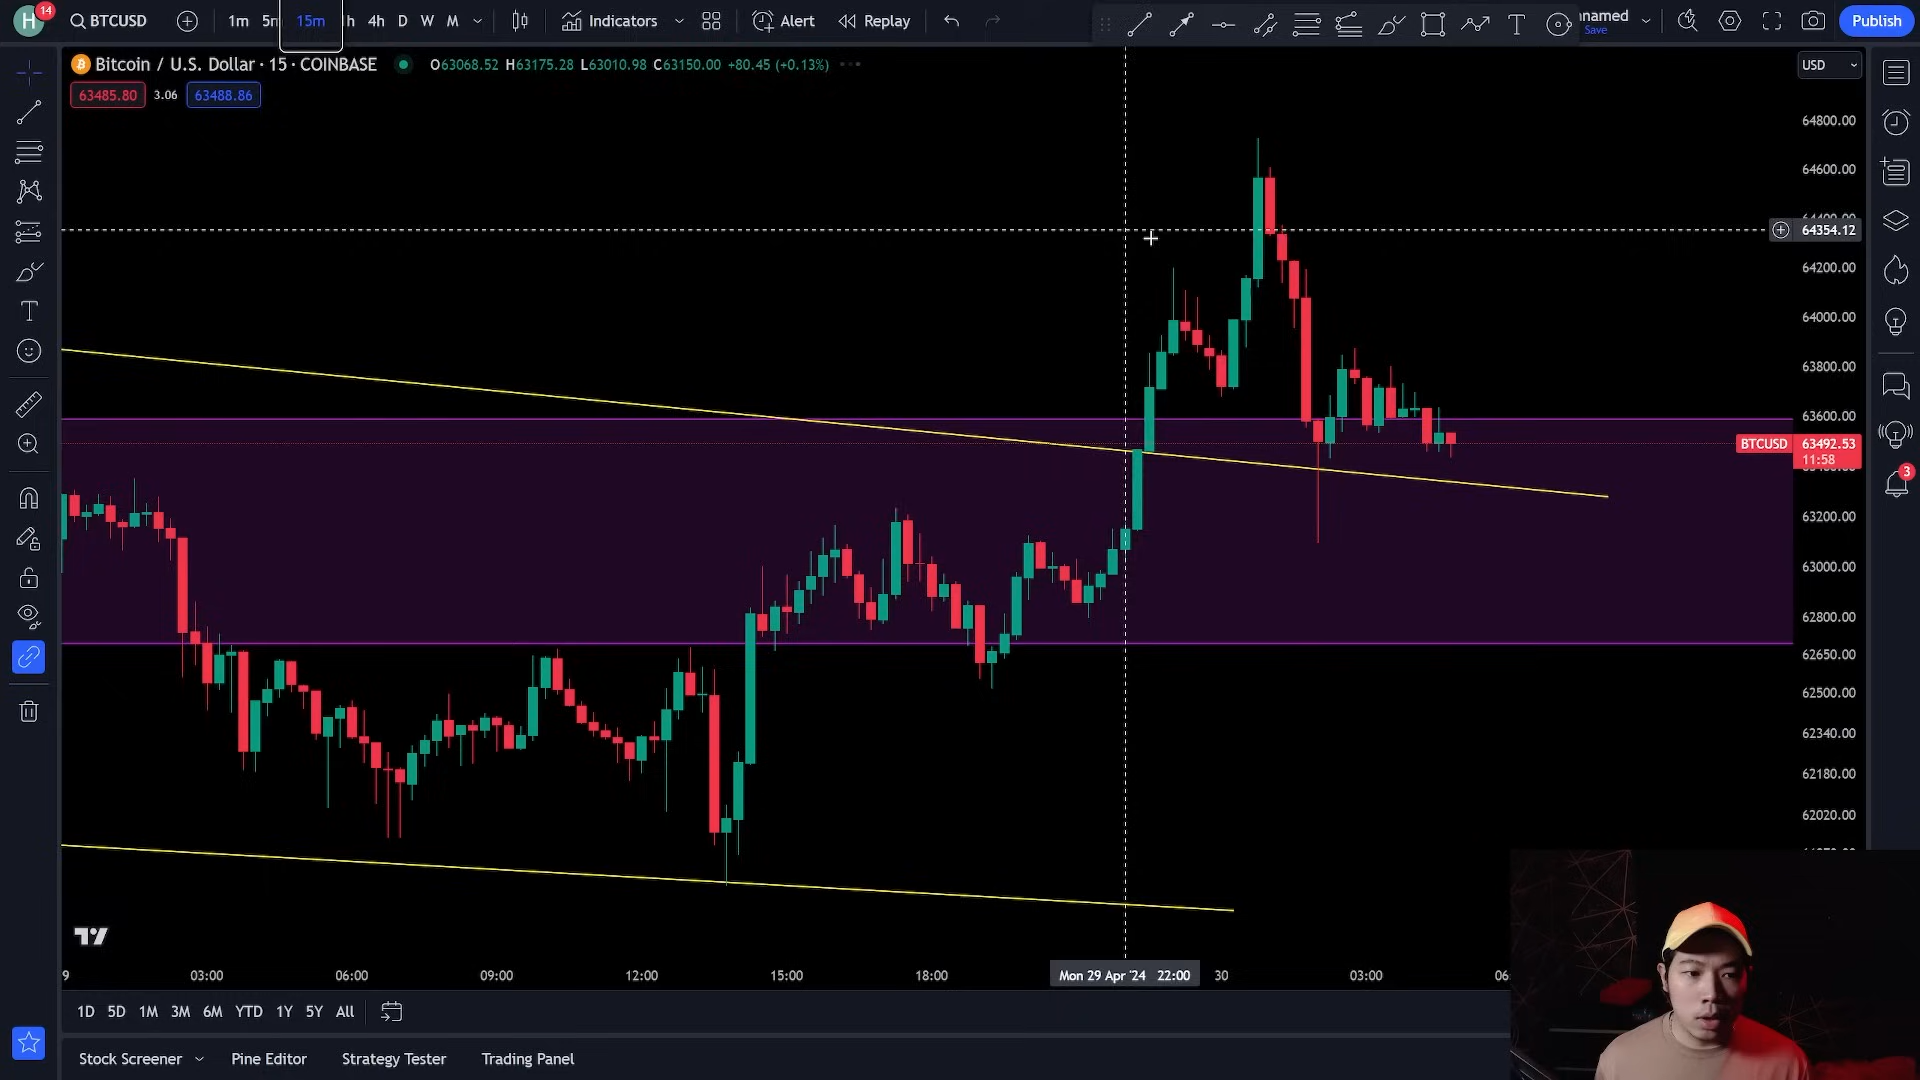 H 14 BTCUSD 1m 15m 4h D W M Indicators Alert Replay Save Publish
Bitcoin / U.S. Dollar · 15 · COINBASE O63068.52 H63175.28 L63010.98 C63150.00 +80.45 (+0.13%) USD
63485.80 3.06 63488.86
64800.00
64600.00
64354.12
64200.00
64000.00
63800.00
63600.00
BTCUSD 63492.53
11:58
63200.00
63000.00
62800.00
62650.00
62500.00
62340.00
62180.00
62020.00
3
9 03:00 06:00 09:00 12:00 15:00 18:00 Mon 29 Apr '24 22:00 30 03:00
1D 5D 1M 3M 6M YTD 1Y 5Y All
Stock Screener Pine Editor Strategy Tester Trading Panel